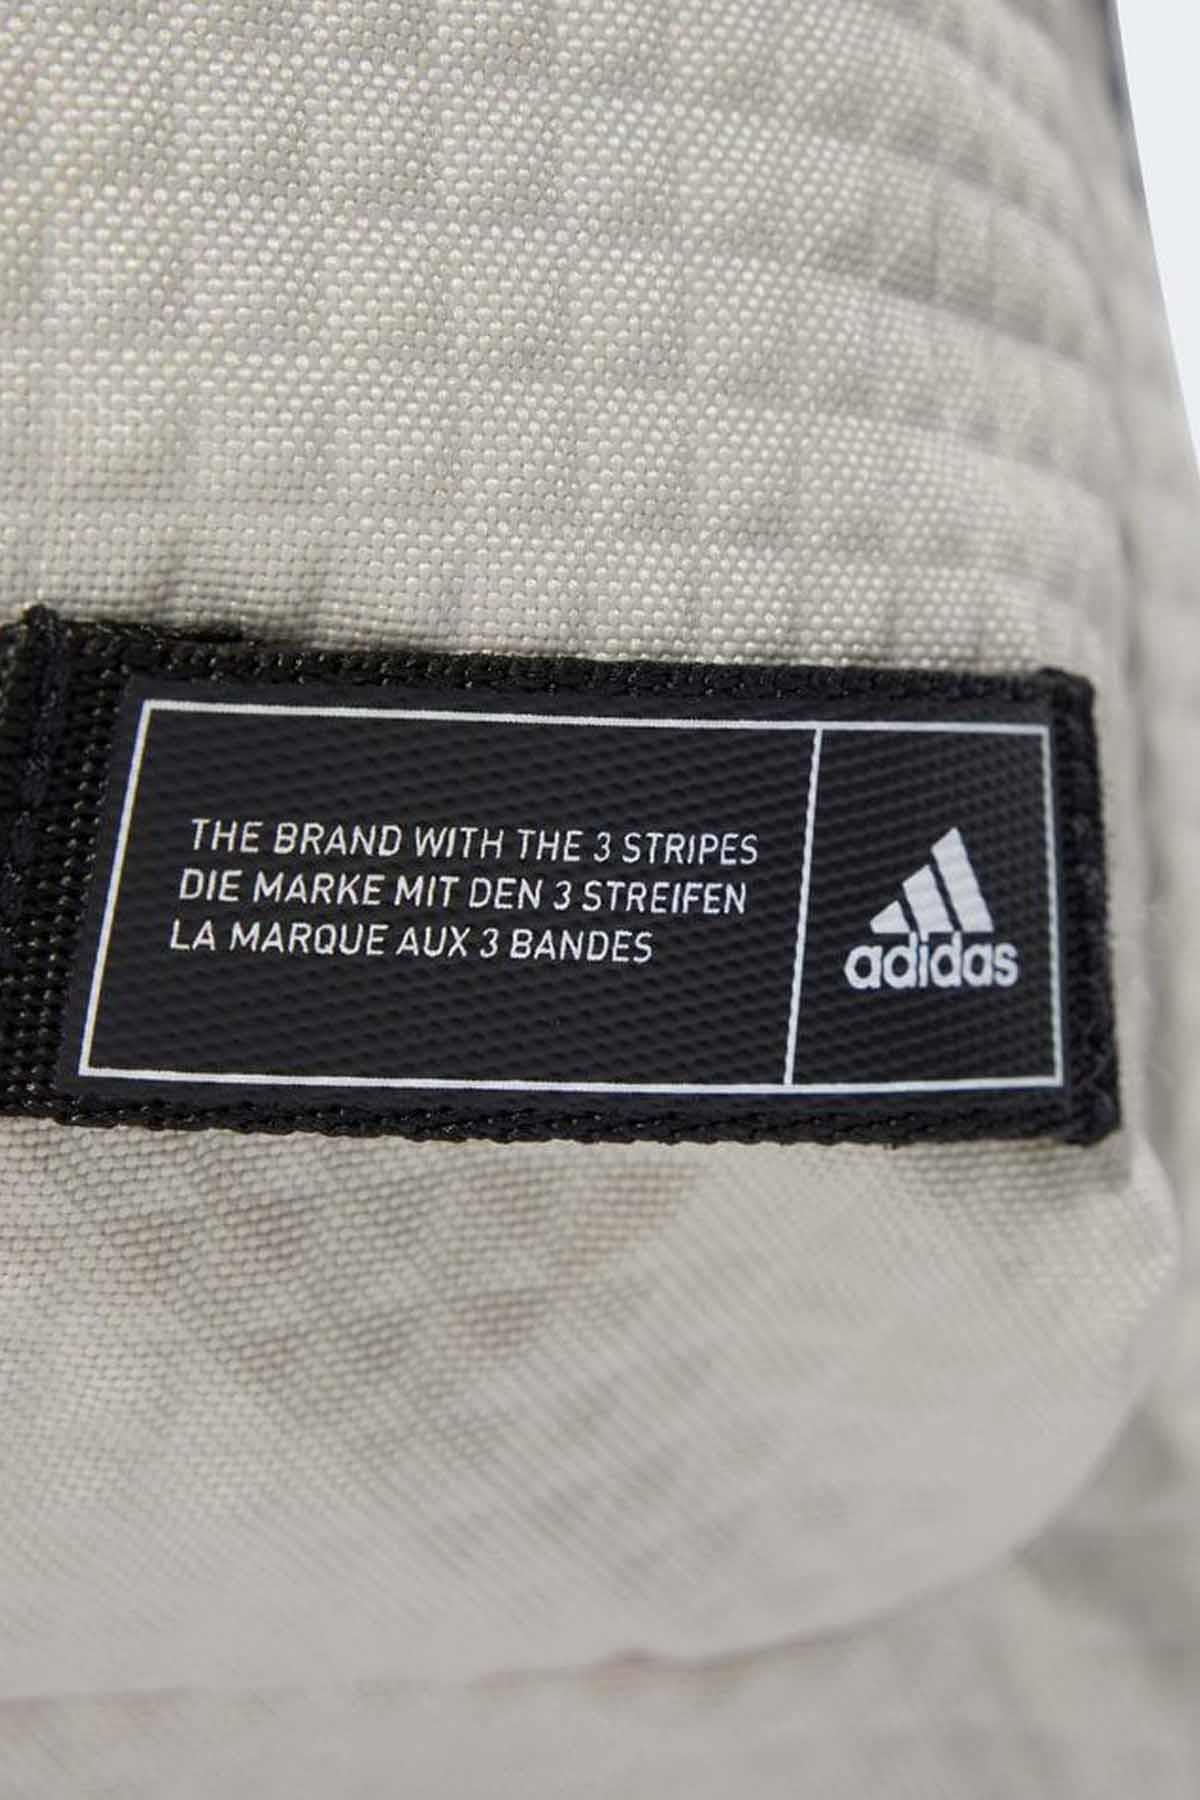 THE BRAND WITH THE 3 STRIPES
DIE MARKE MIT DEN 3 STREIFEN
LA MARQUE AUX 3 BANDES
adidas